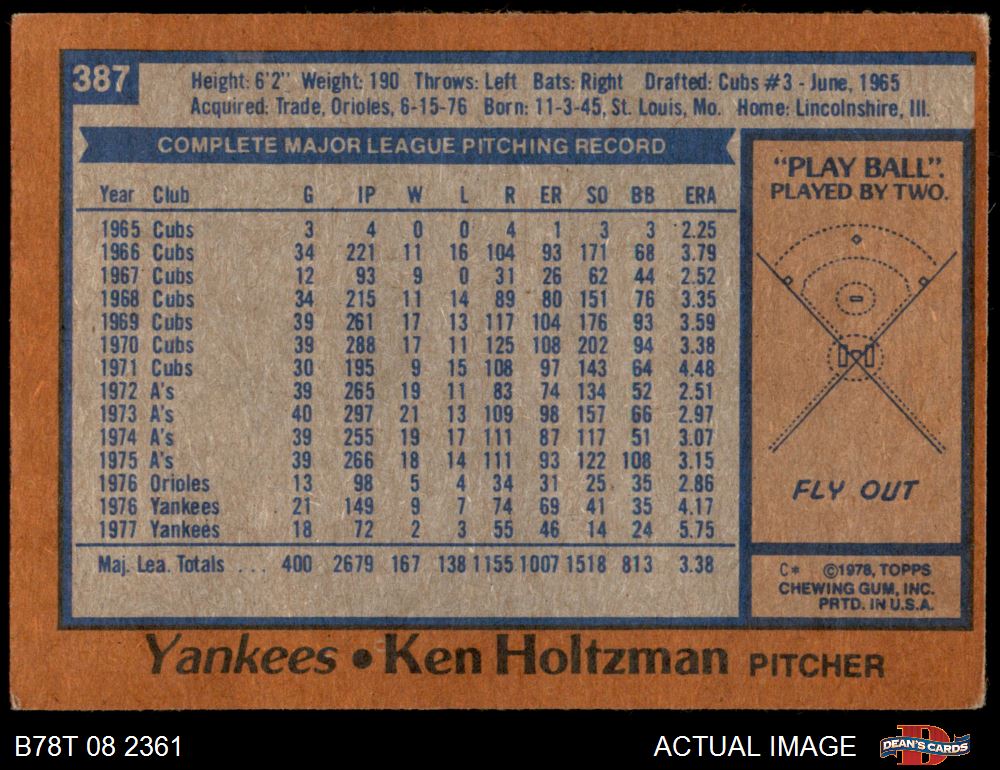 387
Height: 6'2" Weight: 190 Throws: Left Bats: Right Drafted: Cubs #3 - June, 1965
Acquired: Trade, Orioles, 6-15-76 Born: 11-3-45, St. Louis, Mo. Home: Lincolnshire, Ill.
COMPLETE MAJOR LEAGUE PITCHING RECORD
Year Club G IP W L R ER SO BB ERA
1965 Cubs 3 4 0 0 4 1 3 3 2.25
1966 Cubs 34 221 11 16 104 93 171 68 3.79
1967 Cubs 12 93 9 0 31 26 62 44 2.52
1968 Cubs 34 215 11 14 89 80 151 76 3.35
1969 Cubs 39 261 17 13 117 104 176 93 3.59
1970 Cubs 39 288 17 11 125 108 202 94 3.38
1971 Cubs 30 195 9 15 108 97 143 64 4.48
1972 A's 39 265 19 11 83 74 134 52 2.51
1973 A's 40 297 21 13 109 98 157 66 2.97
1974 A's 39 255 19 17 111 87 117 51 3.07
1975 A's 39 266 18 14 111 93 122 108 3.15
1976 Orioles 13 98 5 4 34 31 25 35 2.86
1976 Yankees 21 149 9 7 74 69 41 35 4.17
1977 Yankees 18 72 2 3 55 46 14 24 5.75
Maj. Lea. Totals ... 400 2679 167 138 1155 1007 1518 813 3.38
"PLAY BALL".
PLAYED BY TWO.
FLY OUT
C* ©1978, TOPPS
CHEWING GUM, INC.
PRTD. IN U.S.A.
Yankees • Ken Holtzman PITCHER
B78T 08 2361
ACTUAL IMAGE
D
DEAN'S CARDS